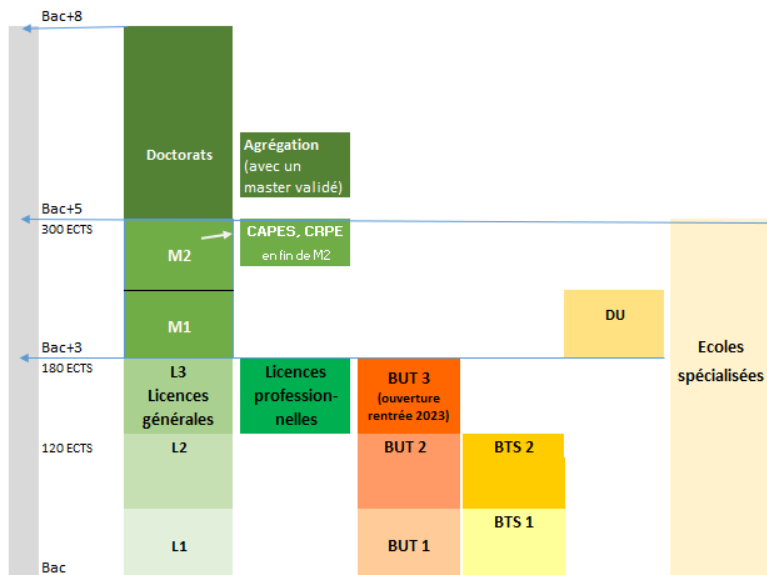 Bac+8
Doctorats
Agrégation
(avec un
master validé)
Bac+5
300 ECTS
CAPES, CRPE
en fin de M2
M2
M1
DU
Ecoles
spécialisées
Bac+3
180 ECTS
L3
Licences
générales
Licences
profession-
nelles
BUT 3
(ouverture
rentrée 2023)
120 ECTS
L2
BUT 2
BTS 2
BTS 1
L1
BUT 1
Bac